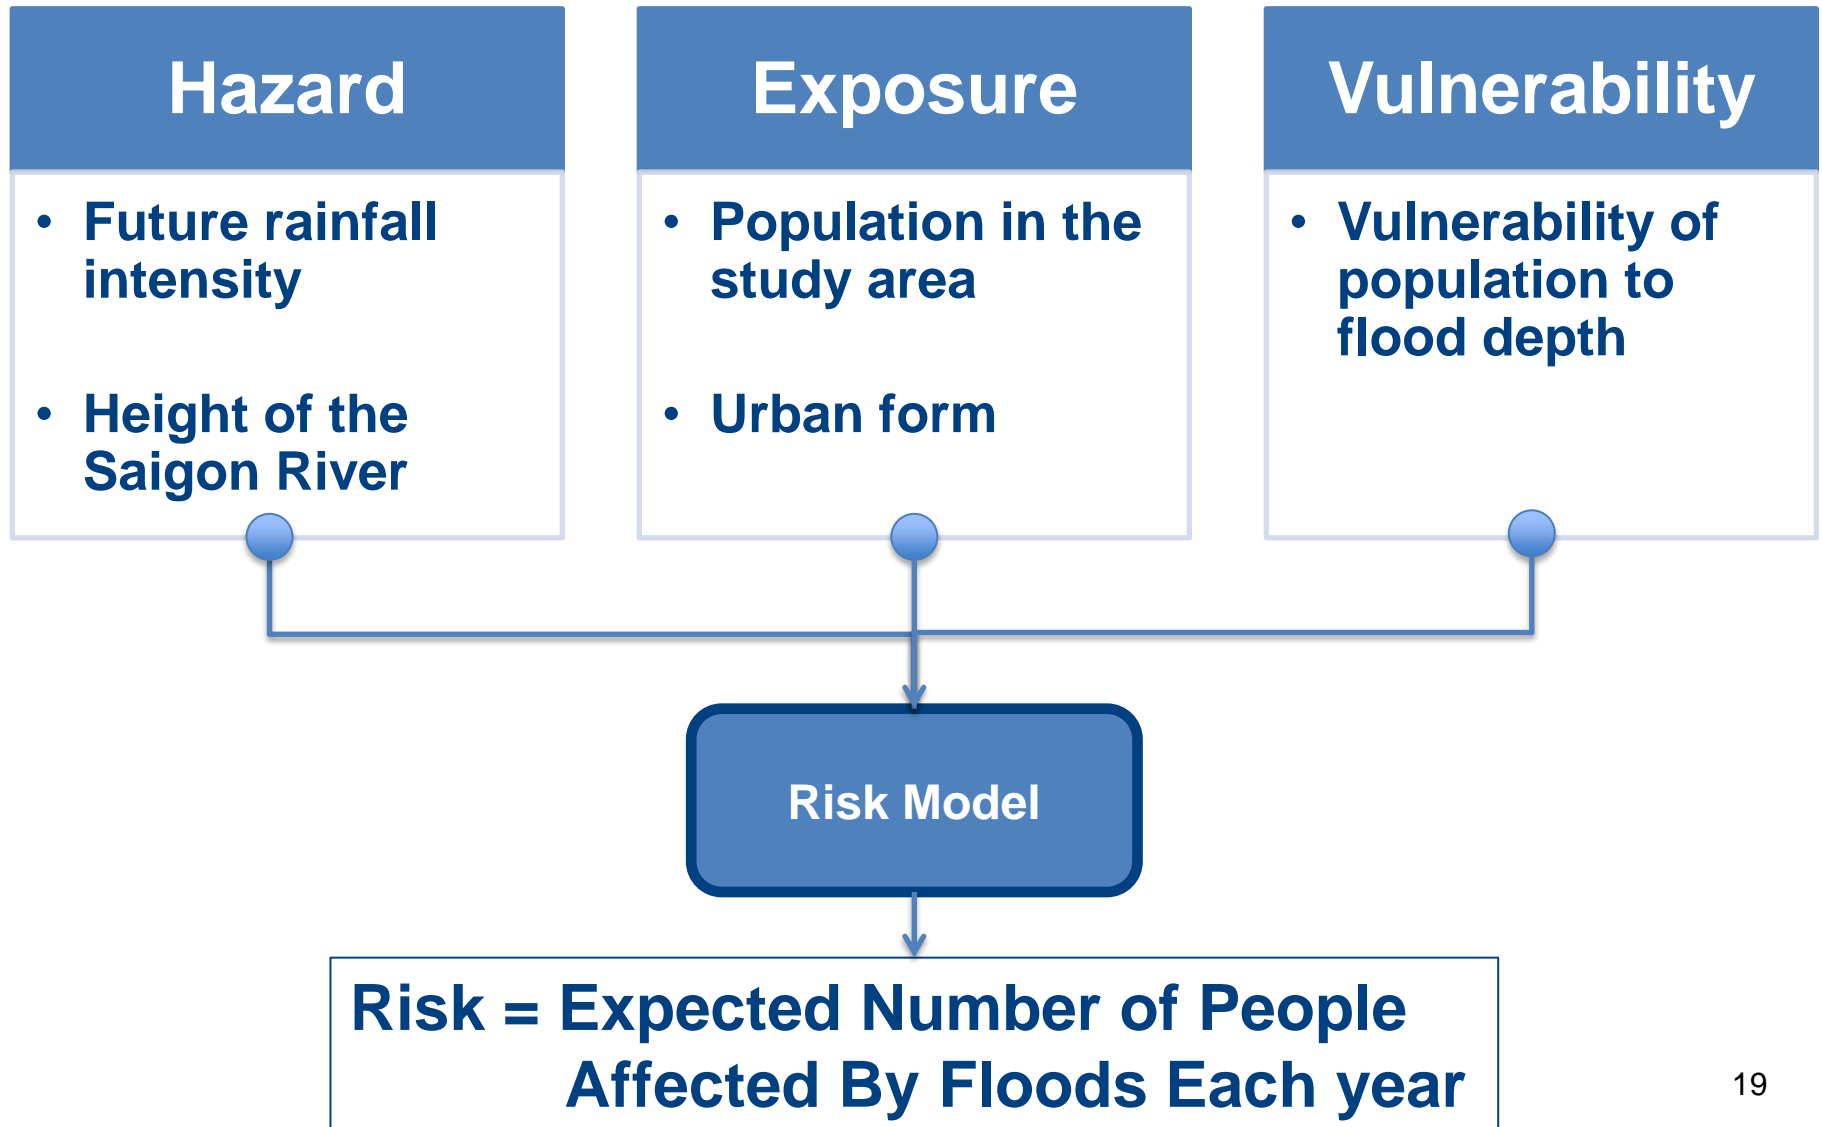 Hazard
• Future rainfall
intensity
• Height of the
Saigon River
Exposure
• Population in the
study area
• Urban form
Vulnerability
• Vulnerability of
population to
flood depth
Risk Model
Risk = Expected Number of People
Affected By Floods Each year
19